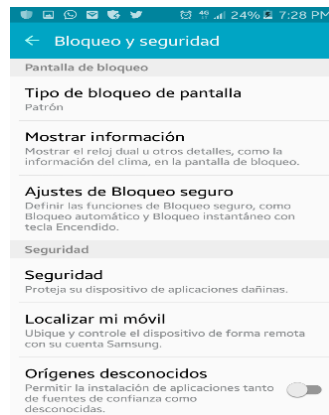 24% 7:28 PM
← Bloqueo y seguridad
Pantalla de bloqueo
Tipo de bloqueo de pantalla
Patrón
Mostrar información
Mostrar el reloj dual u otros detalles, como la
información del clima, en la pantalla de bloqueo.
Ajustes de Bloqueo seguro
Definir las funciones de Bloqueo seguro, como
Bloqueo automático y Bloqueo instantáneo con
tecla Encendido.
Seguridad
Seguridad
Proteja su dispositivo de aplicaciones dañinas.
Localizar mi móvil
Ubique y controle el dispositivo de forma remota
con su cuenta Samsung.
Orígenes desconocidos
Permitir la instalación de aplicaciones tanto
de fuentes de confianza como
desconocidas.